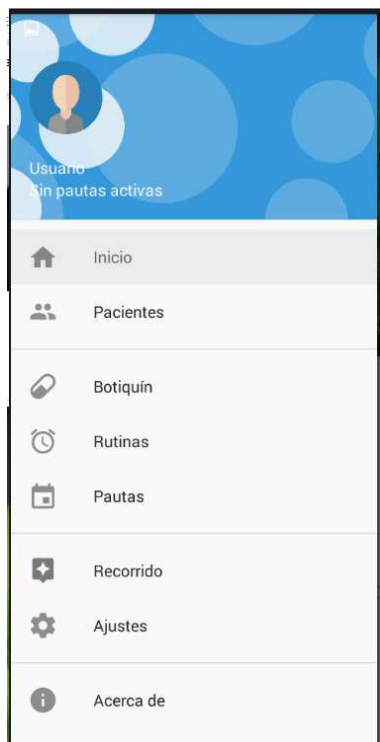 Usuario
Sin pautas activas
Inicio
Pacientes
Botiquín
Rutinas
Pautas
Recorrido
Ajustes
Acerca de